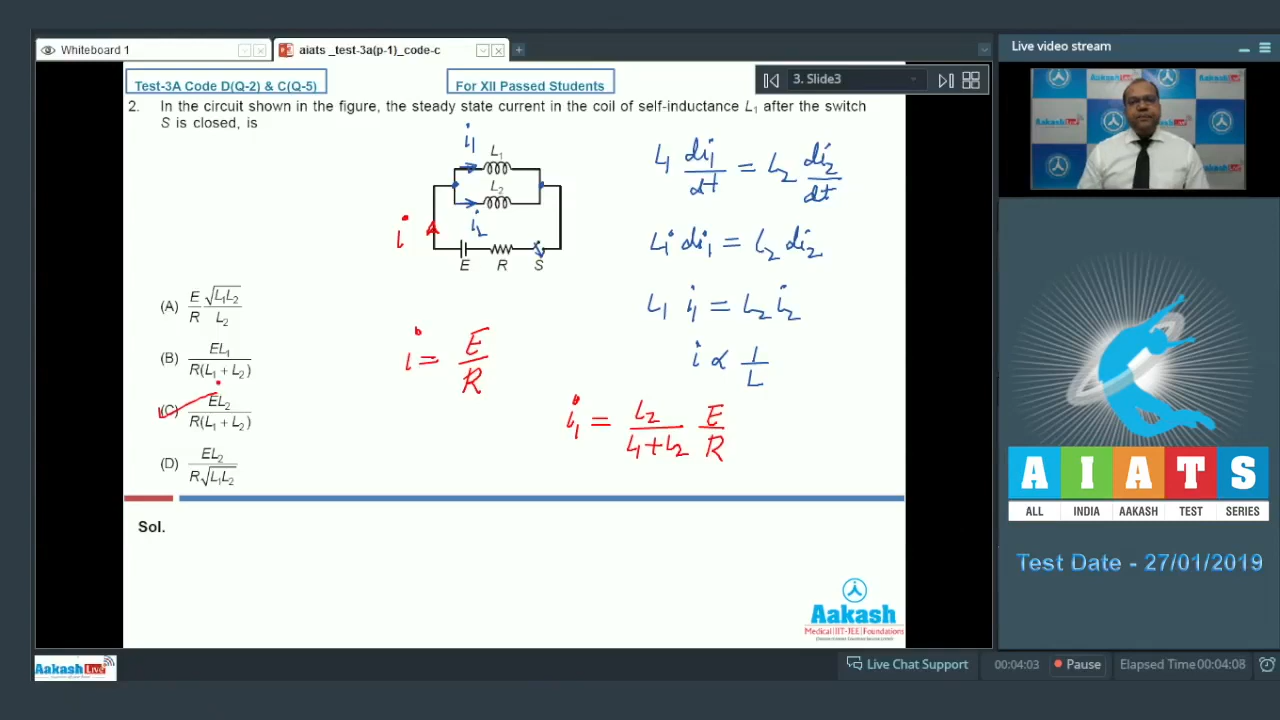 Whiteboard 1
aiats _test-3a(p-1)_code-c
Live video stream
Test-3A Code D(Q-2) & C(Q-5)
For XII Passed Students
3. Slide3
2. In the circuit shown in the figure, the steady state current in the coil of self-inductance L₁ after the switch
S is closed, is
i₁
L₁
L₂
i₂
i
E R S
L₁ di₁/dt = L₂ di₂/dt
L₁ di₁ = L₂ di₂
L₁ i₁ = L₂ i₂
i ∝ 1/L
i = E/R
i₁ = L₂/(L₁+L₂) E/R
(A) E/R √(L₁L₂)/L₂
(B) EL₁/R(L₁ + L₂)
(C) EL₂/R(L₁ + L₂)
(D) EL₂/R√(L₁L₂)
Sol.
Aakash
Medical|IIT-JEE|Foundations
A I A T S
ALL INDIA AAKASH TEST SERIES
Test Date - 27/01/2019
Aakash Live
Live Chat Support
00:04:03
Pause
Elapsed Time 00:04:08